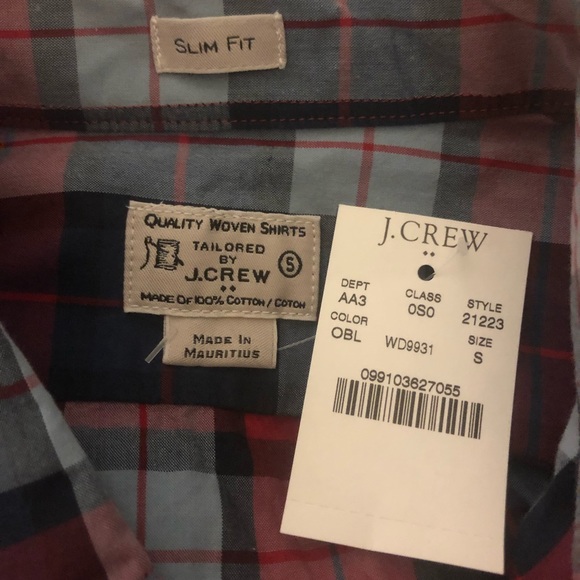 SLIM FIT
QUALITY WOVEN SHIRTS
TAILORED
BY
J.CREW
S
MADE OF 100% COTTON / COTON
MADE IN
MAURITIUS
J.CREW
DEPT CLASS STYLE
AA3 0S0 21223
COLOR SIZE
OBL WD9931 S
099103627055